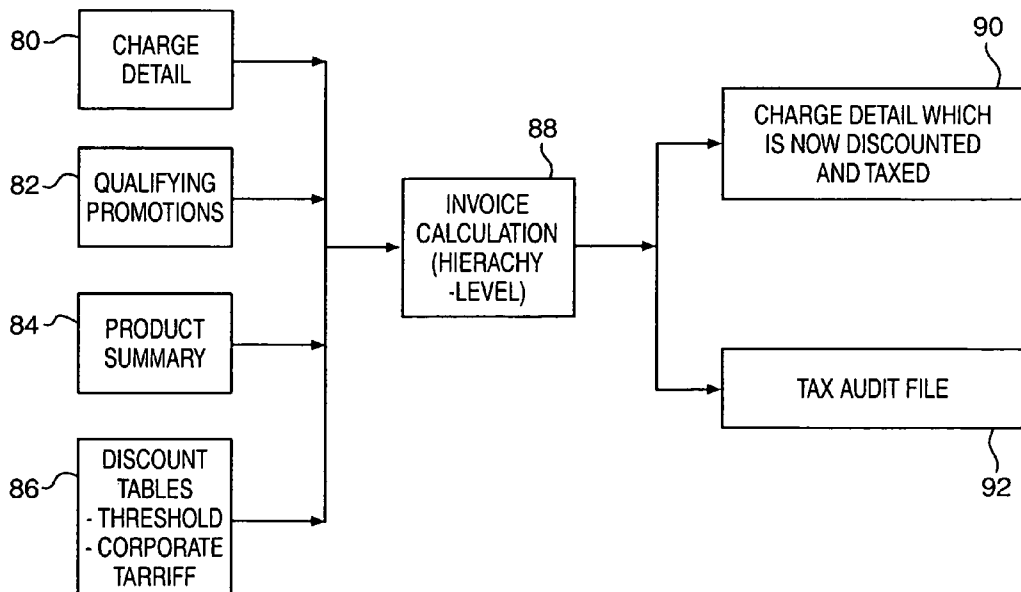 80
CHARGE
DETAIL
82
QUALIFYING
PROMOTIONS
84
PRODUCT
SUMMARY
86
DISCOUNT
TABLES
- THRESHOLD
- CORPORATE
TARRIFF
88
INVOICE
CALCULATION
(HIERACHY
-LEVEL)
90
CHARGE DETAIL WHICH
IS NOW DISCOUNTED
AND TAXED
TAX AUDIT FILE
92